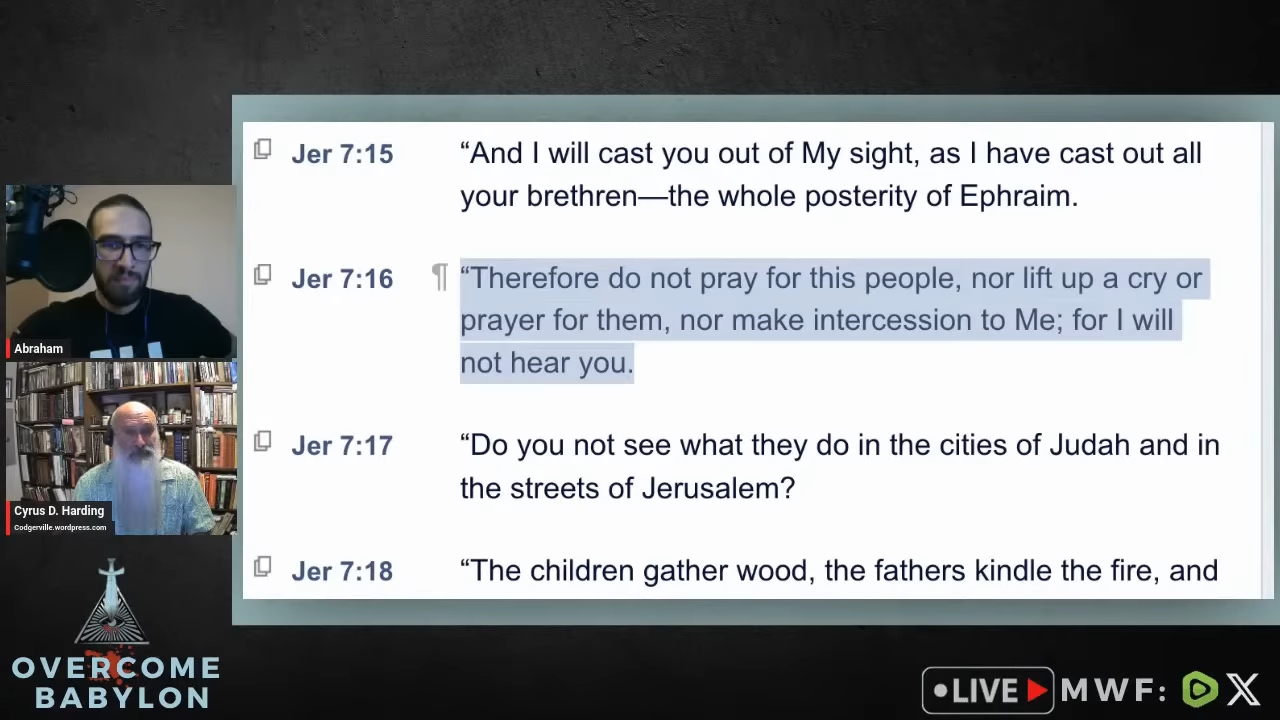 Jer 7:15 “And I will cast you out of My sight, as I have cast out all
your brethren—the whole posterity of Ephraim.
Jer 7:16 ¶ “Therefore do not pray for this people, nor lift up a cry or
prayer for them, nor make intercession to Me; for I will
not hear you.
Jer 7:17 “Do you not see what they do in the cities of Judah and in
the streets of Jerusalem?
Jer 7:18 “The children gather wood, the fathers kindle the fire, and
Abraham
Cyrus D. Harding
Codgerville.wordpress.com
OVERCOME
BABYLON
LIVE MWF: X